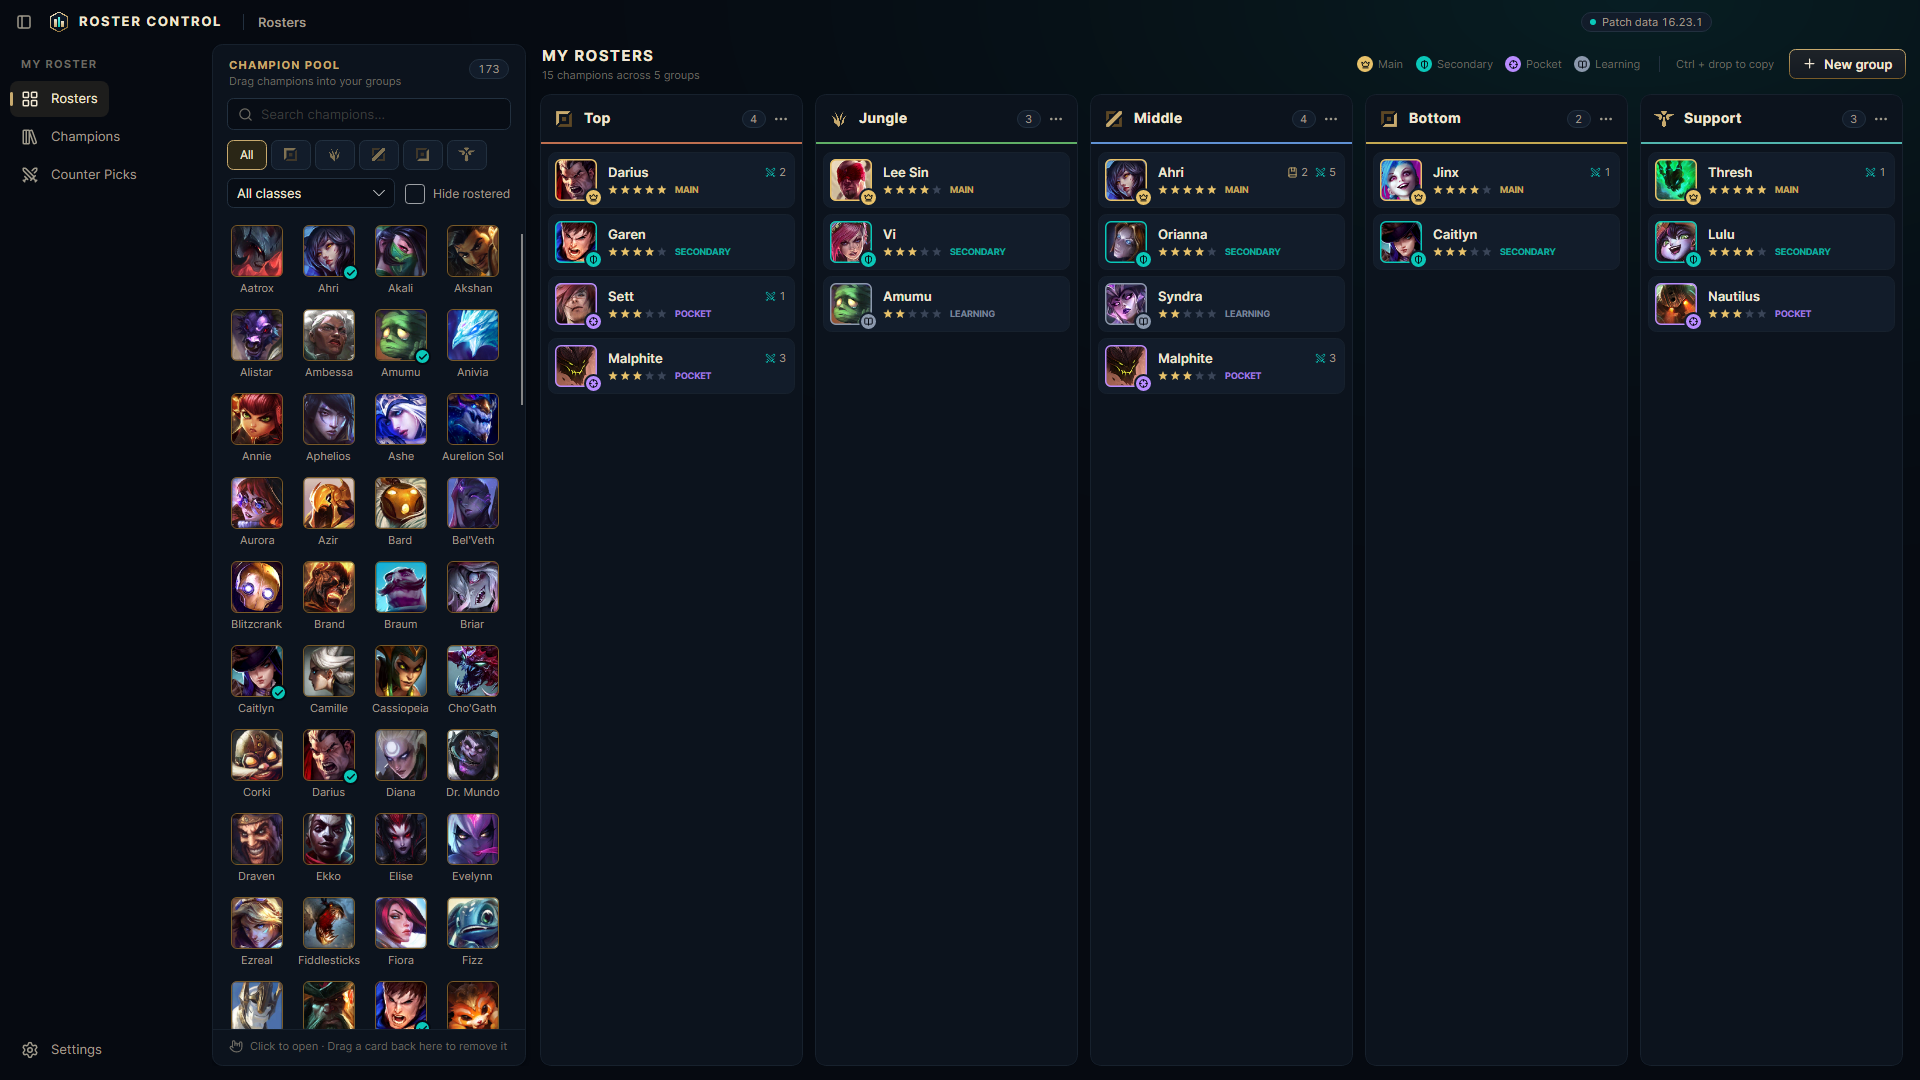 ROSTER CONTROL
Rosters
Patch data 16.23.1
MY ROSTER
Rosters
Champions
Counter Picks
Settings
CHAMPION POOL
173
Drag champions into your groups
Search champions...
All
All classes
Hide rostered
Aatrox
Ahri
Akali
Akshan
Alistar
Ambessa
Amumu
Anivia
Annie
Aphelios
Ashe
Aurelion Sol
Aurora
Azir
Bard
Bel'Veth
Blitzcrank
Brand
Braum
Briar
Caitlyn
Camille
Cassiopeia
Cho'Gath
Corki
Darius
Diana
Dr. Mundo
Draven
Ekko
Elise
Evelynn
Ezreal
Fiddlesticks
Fiora
Fizz
Click to open · Drag a card back here to remove it
MY ROSTERS
15 champions across 5 groups
Main
Secondary
Pocket
Learning
Ctrl + drop to copy
New group
Top
4
Darius
2
MAIN
Garen
SECONDARY
Sett
1
POCKET
Malphite
3
POCKET
Jungle
3
Lee Sin
MAIN
Vi
SECONDARY
Amumu
LEARNING
Middle
4
Ahri
2
5
MAIN
Orianna
SECONDARY
Syndra
LEARNING
Malphite
3
POCKET
Bottom
2
Jinx
1
MAIN
Caitlyn
SECONDARY
Support
3
Thresh
1
MAIN
Lulu
SECONDARY
Nautilus
POCKET